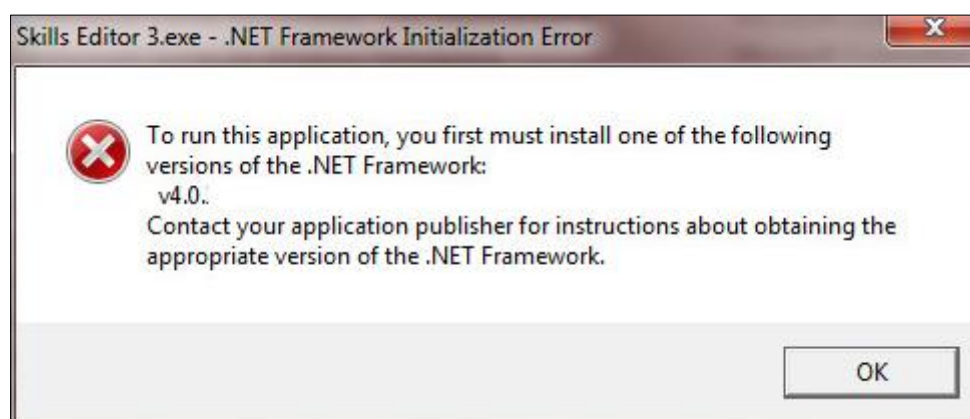 Skills Editor 3.exe - .NET Framework Initialization Error
To run this application, you first must install one of the following
versions of the .NET Framework:
v4.0..
Contact your application publisher for instructions about obtaining the
appropriate version of the .NET Framework.
OK